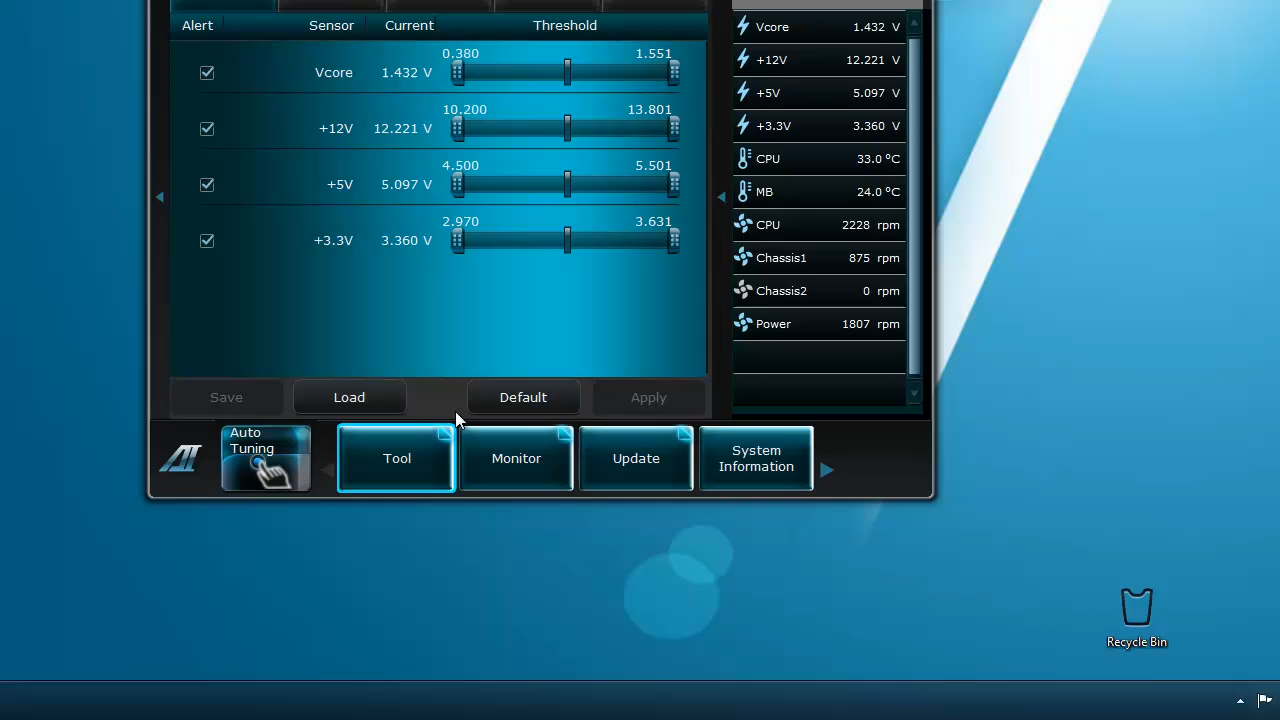 Alert Sensor Current Threshold
Vcore 1.432 V 0.380 1.551
+12V 12.221 V 10.200 13.801
+5V 5.097 V 4.500 5.501
+3.3V 3.360 V 2.970 3.631
Save Load Default Apply
Vcore 1.432 V
+12V 12.221 V
+5V 5.097 V
+3.3V 3.360 V
CPU 33.0 ºC
MB 24.0 ºC
CPU 2228 rpm
Chassis1 875 rpm
Chassis2 0 rpm
Power 1807 rpm
AI
Auto
Tuning
Tool
Monitor
Update
System
Information
Recycle Bin